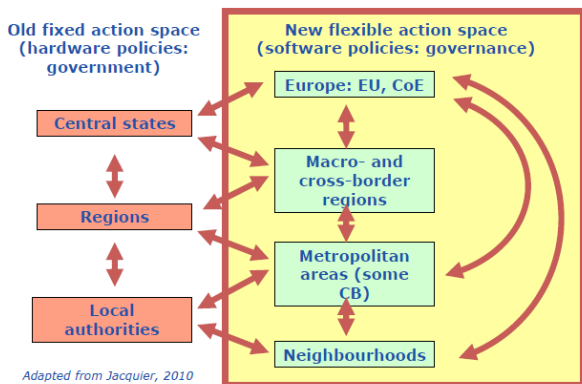 Old fixed action space
(hardware policies:
government)
New flexible action space
(software policies: governance)
Europe: EU, CoE
Central states
Macro- and
cross-border
regions
Regions
Metropolitan
areas (some
CB)
Local
authorities
Neighbourhoods
Adapted from Jacquier, 2010